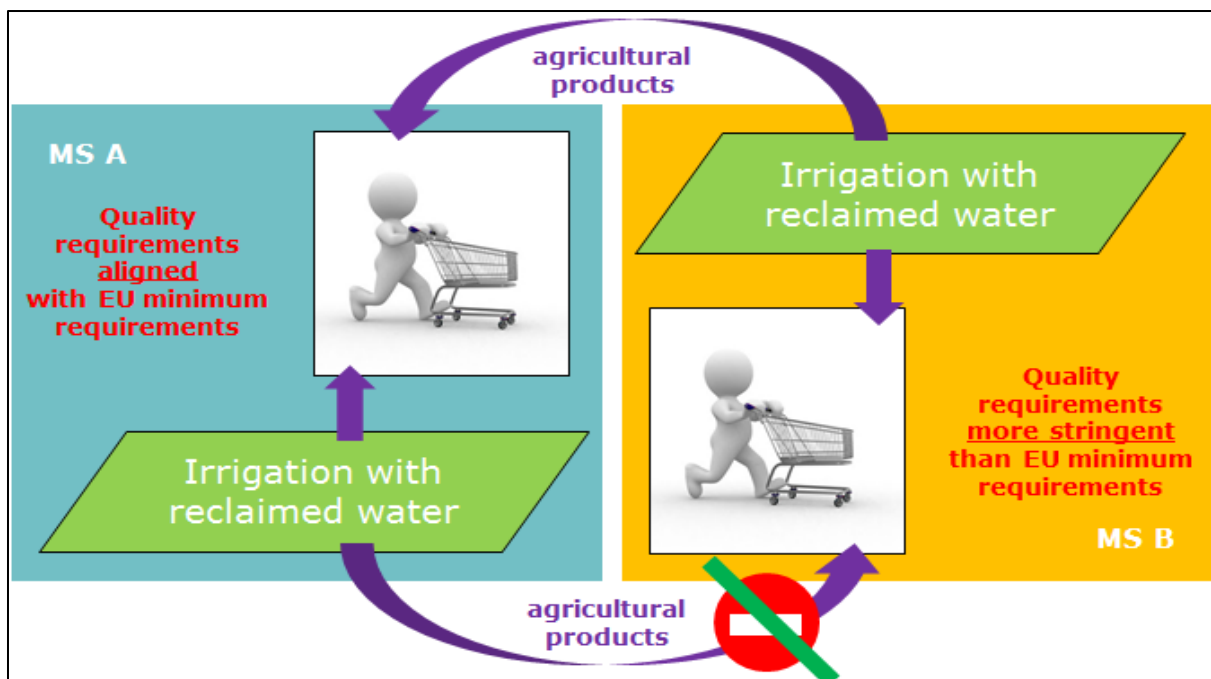 agricultural
products
MS A
Quality
requirements
aligned
with EU minimum
requirements
Irrigation with
reclaimed water
Irrigation with
reclaimed water
Quality
requirements
more stringent
than EU minimum
requirements
MS B
agricultural
products